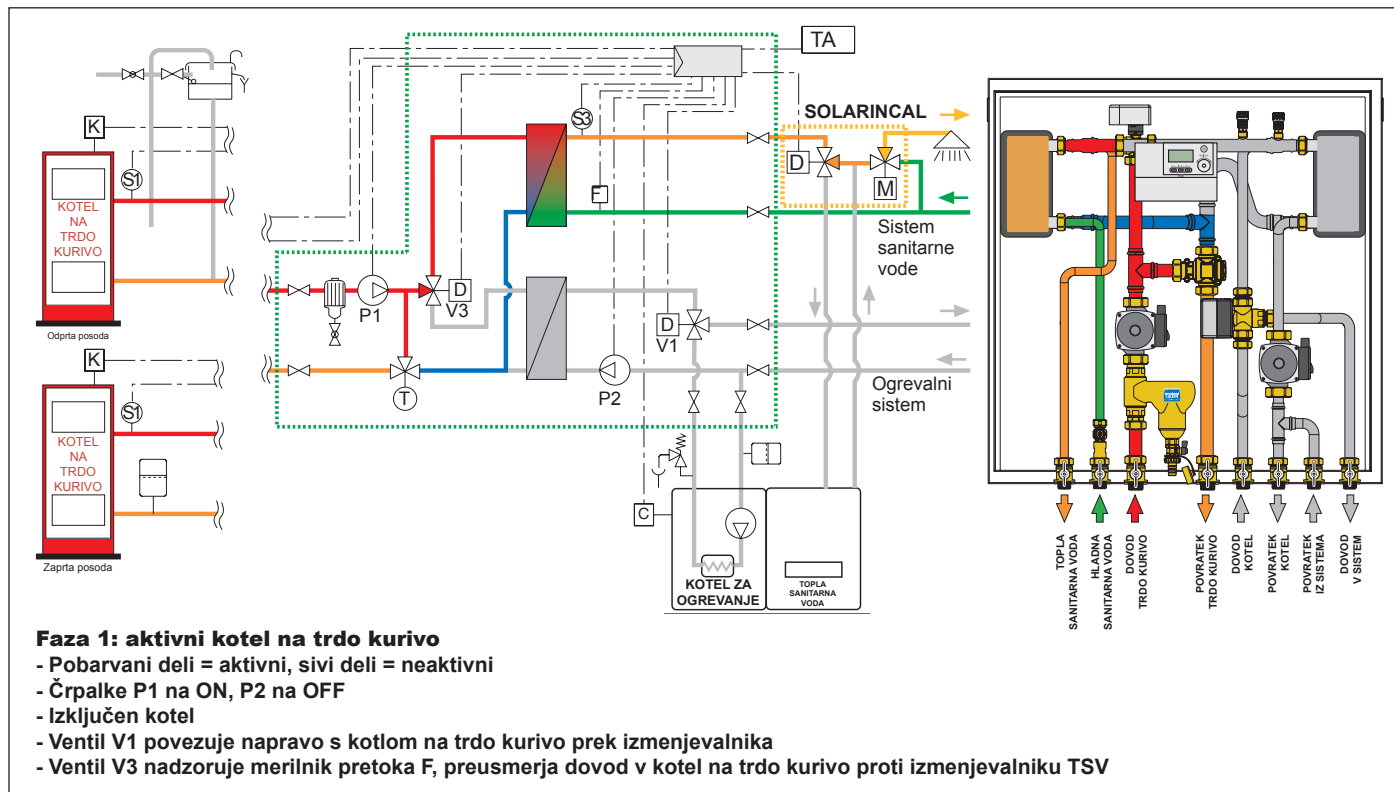 TA
K
S1
KOTEL
NA
TRDO
KURIVO
Odprta posoda
K
S1
KOTEL
NA
TRDO
KURIVO
Zaprta posoda
S3
F
P1
D
V3
T
D
V1
P2
SOLARINCAL
D
M
Sistem
sanitarne
vode
Ogrevalni
sistem
C
KOTEL ZA
OGREVANJE
TOPLA
SANITARNA
VODA
TOPLA
SANITARNA VODA
HLADNA
SANITARNA VODA
DOVOD
TRDO KURIVO
POVRATEK
TRDO KURIVO
DOVOD
KOTEL
POVRATEK
KOTEL
POVRATEK
IZ SISTEMA
DOVOD
V SISTEM
Faza 1: aktivni kotel na trdo kurivo
- Pobarvani deli = aktivni, sivi deli = neaktivni
- Črpalke P1 na ON, P2 na OFF
- Izključen kotel
- Ventil V1 povezuje napravo s kotlom na trdo kurivo prek izmenjevalnika
- Ventil V3 nadzoruje merilnik pretoka F, preusmerja dovod v kotel na trdo kurivo proti izmenjevalniku TSV